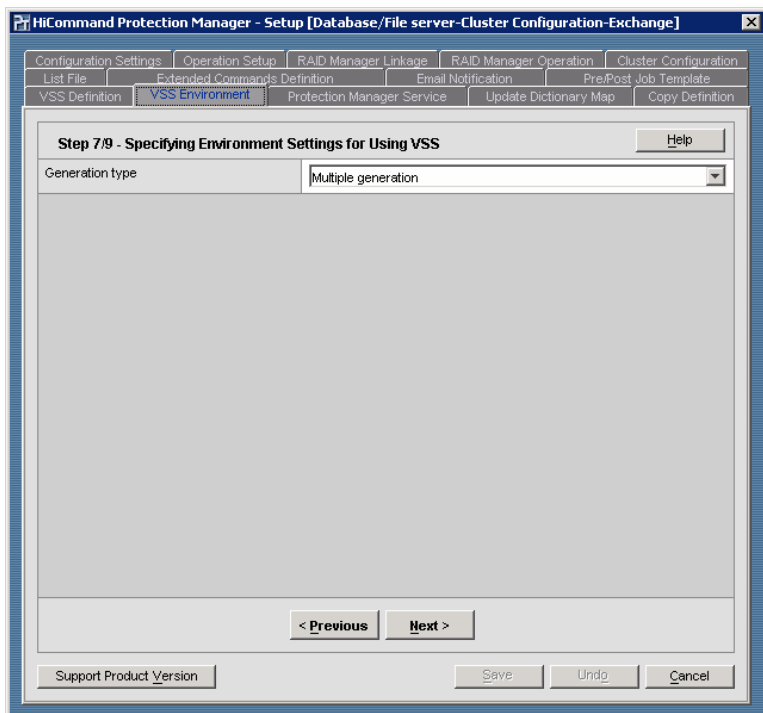 HiCommand Protection Manager - Setup [Database/File server-Cluster Configuration-Exchange]
Configuration Settings Operation Setup RAID Manager Linkage RAID Manager Operation Cluster Configuration
List File Extended Commands Definition Email Notification Pre/Post Job Template
VSS Definition VSS Environment Protection Manager Service Update Dictionary Map Copy Definition
Step 7/9 - Specifying Environment Settings for Using VSS Help
Generation type Multiple generation
< Previous Next >
Support Product Version Save Undo Cancel